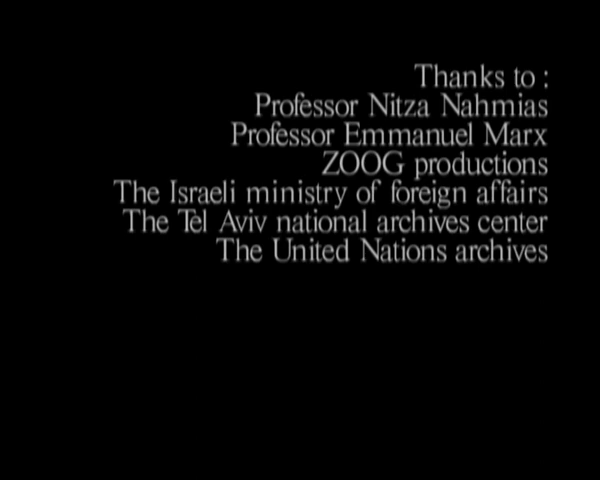 Thanks to :
Professor Nitza Nahmias
Professor Emmanuel Marx
ZOOG productions
The Israeli ministry of foreign affairs
The Tel Aviv national archives center
The United Nations archives